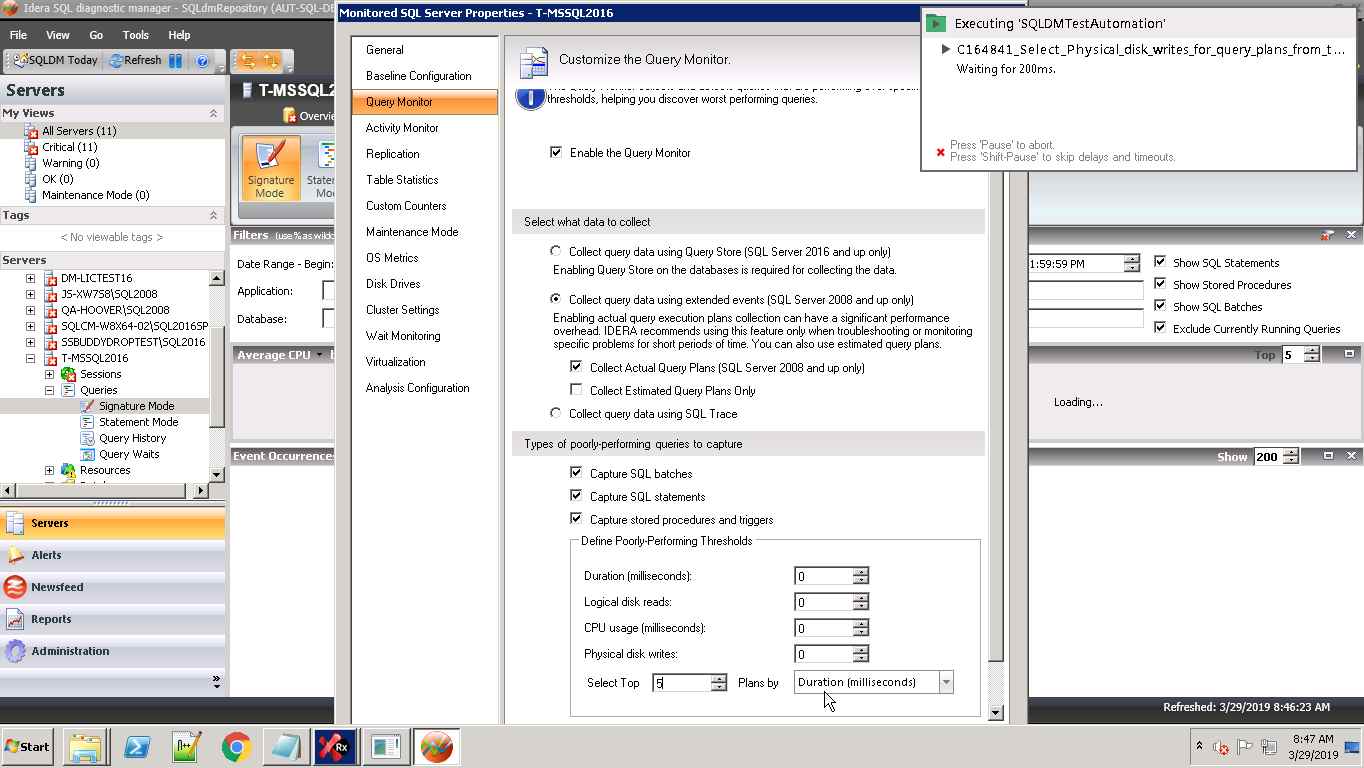 Idera SQL diagnostic manager - SQLdmRepository (AUT-SQL-DE
File View Go Tools Help
SQLDM Today Refresh
Servers
My Views
All Servers (11)
Critical (11)
Warning (0)
OK (0)
Maintenance Mode (0)
Tags
< No viewable tags >
Servers
DM-LICTEST16
JS-XW7S8\SQL2008
QA-HOOVER\SQL2008
SQLCM-W8X64-02\SQL2016SP
SSBUDDYDROPTEST\SQL2016
T-MSSQL2016
Sessions
Queries
Signature Mode
Statement Mode
Query History
Query Waits
Resources
Servers
Alerts
Newsfeed
Reports
Administration
T-MSSQL2
Overvie
Signature
Mode
Statem
Mo
Filters (use % as wildc
Date Range - Begin:
Application:
Database:
Average CPU
Event Occurrence
Monitored SQL Server Properties - T-MSSQL2016
General
Baseline Configuration
Query Monitor
Activity Monitor
Replication
Table Statistics
Custom Counters
Maintenance Mode
OS Metrics
Disk Drives
Cluster Settings
Wait Monitoring
Virtualization
Analysis Configuration
Customize the Query Monitor.
thresholds, helping you discover worst performing queries.
Enable the Query Monitor
Select what data to collect
Collect query data using Query Store (SQL Server 2016 and up only)
Enabling Query Store on the databases is required for collecting the data.
Collect query data using extended events (SQL Server 2008 and up only)
Enabling actual query execution plans collection can have a significant performance
overhead. IDERA recommends using this feature only when troubleshooting or monitoring
specific problems for short periods of time. You can also use estimated query plans.
Collect Actual Query Plans (SQL Server 2008 and up only)
Collect Estimated Query Plans Only
Collect query data using SQL Trace
Types of poorly-performing queries to capture
Capture SQL batches
Capture SQL statements
Capture stored procedures and triggers
Define Poorly-Performing Thresholds
Duration (milliseconds): 0
Logical disk reads: 0
CPU usage (milliseconds): 0
Physical disk writes: 0
Select Top 5 Plans by Duration (milliseconds)
Executing 'SQLDMTestAutomation'
C164841_Select_Physical_disk_writes_for_query_plans_from_t...
Waiting for 200ms.
Press 'Pause' to abort.
Press 'Shift-Pause' to skip delays and timeouts.
1:59:59 PM
Show SQL Statements
Show Stored Procedures
Show SQL Batches
Exclude Currently Running Queries
Top 5
Loading...
Show 200
Refreshed: 3/29/2019 8:46:23 AM
Start
Rx
8:47 AM
3/29/2019